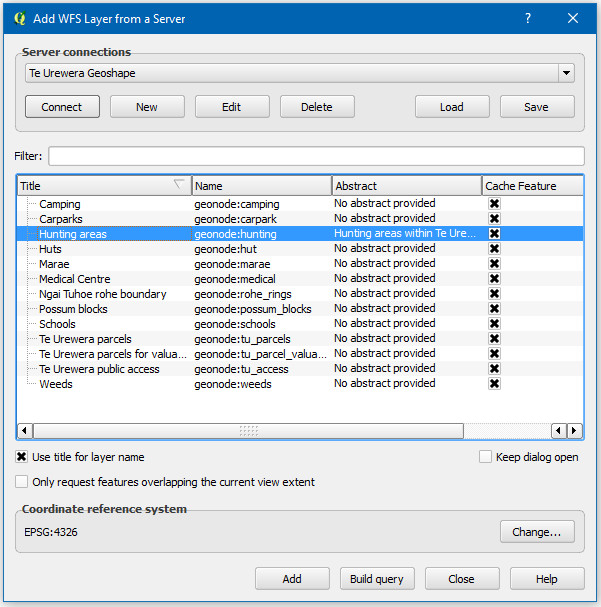 Add WFS Layer from a Server
Server connections
Te Urewera Geoshape
Connect New Edit Delete Load Save
Filter:
Title Name Abstract Cache Feature
Camping geonode:camping No abstract provided
Carparks geonode:carpark No abstract provided
Hunting areas geonode:hunting Hunting areas within Te Ure...
Huts geonode:hut No abstract provided
Marae geonode:marae No abstract provided
Medical Centre geonode:medical No abstract provided
Ngai Tuhoe rohe boundary geonode:rohe_rings No abstract provided
Possum blocks geonode:possum_blocks No abstract provided
Schools geonode:schools No abstract provided
Te Urewera parcels geonode:tu_parcels No abstract provided
Te Urewera parcels for valua... geonode:tu_parcel_valua... No abstract provided
Te Urewera public access geonode:tu_access No abstract provided
Weeds geonode:weeds No abstract provided
Use title for layer name Keep dialog open
Only request features overlapping the current view extent
Coordinate reference system
EPSG:4326 Change...
Add Build query Close Help